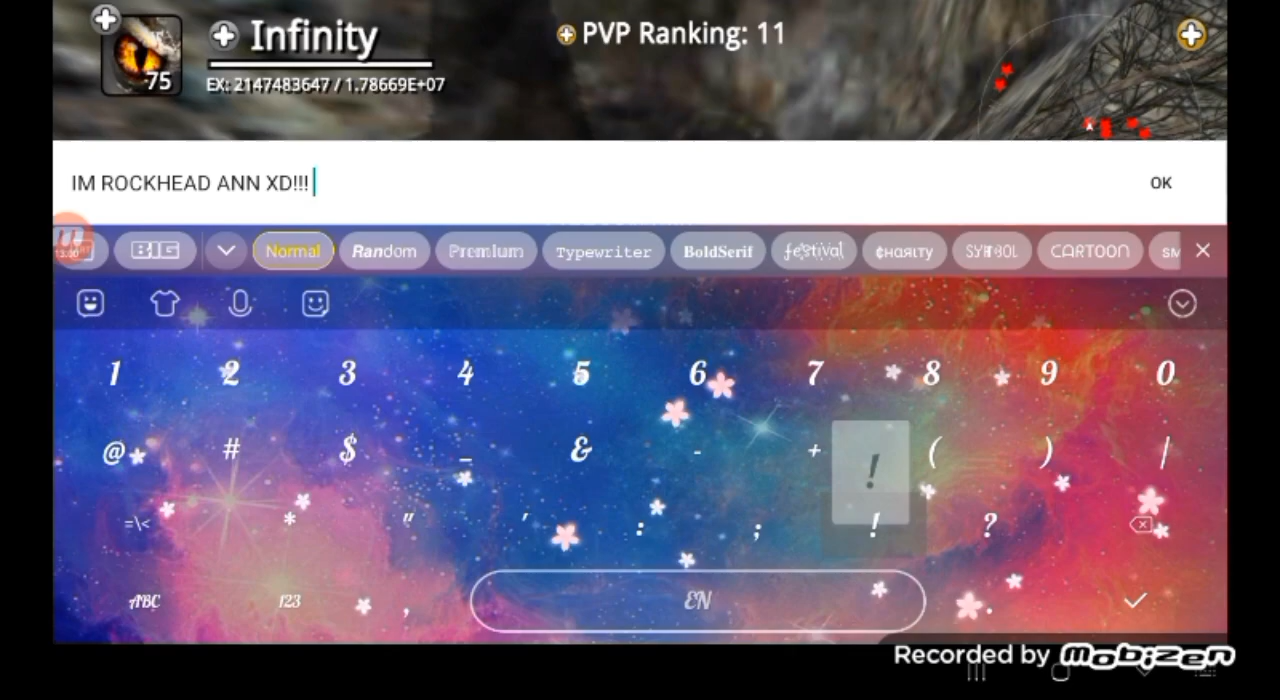 Infinity
PVP Ranking: 11
75
EX: 2147483647 / 1.78669E+07
IM ROCKHEAD ANN XD!!!
OK
BIG
Normal
Random
Premium
Typewriter
BoldSerif
festival
¢нαяιту
SYMBOL
CARTOON
SM
1 2 3 4 5 6 7 8 9 0
@ # $ _ & - + ! ( ) /
=\< * " ' : ; ! ?
ABC 123 , EN .
Recorded by Mobizen